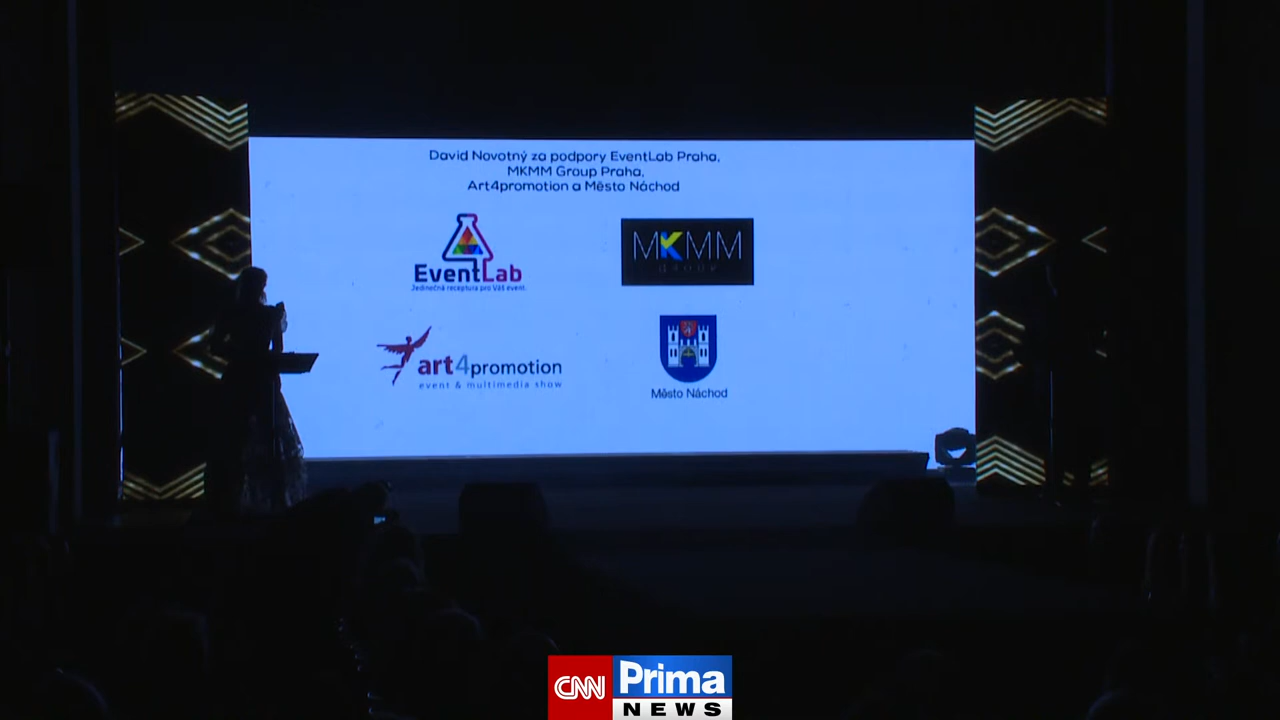 David Novotný za podpory EventLab Praha,
MKMM Group Praha,
Art4promotion a Město Náchod
EventLab
Jedinečná receptura pro Váš event.
MKMM
GROUP
art4promotion
event & multimedia show
Město Náchod
CNN Prima
NEWS